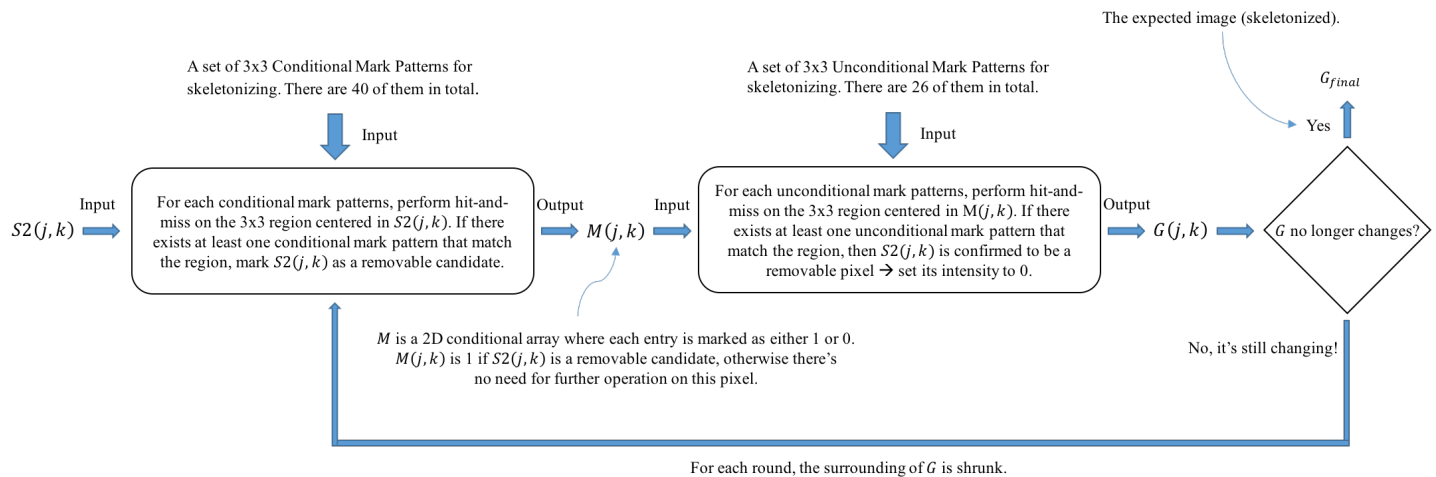 The expected image (skeletonized).
A set of 3x3 Conditional Mark Patterns for
skeletonizing. There are 40 of them in total.
A set of 3x3 Unconditional Mark Patterns for
skeletonizing. There are 26 of them in total.
G_{final}
Yes
Input
Input
Input
For each conditional mark patterns, perform hit-and-
miss on the 3x3 region centered in S2(j,k). If there
exists at least one conditional mark pattern that match
the region, mark S2(j,k) as a removable candidate.
Output
Input
For each unconditional mark patterns, perform hit-and-
miss on the 3x3 region centered in M(j,k). If there
exists at least one unconditional mark pattern that
match the region, then S2(j,k) is confirmed to be a
removable pixel → set its intensity to 0.
Output
S2(j,k)
M(j,k)
G(j,k)
G no longer changes?
M is a 2D conditional array where each entry is marked as either 1 or 0.
M(j,k) is 1 if S2(j,k) is a removable candidate, otherwise there's
no need for further operation on this pixel.
No, it's still changing!
For each round, the surrounding of G is shrunk.